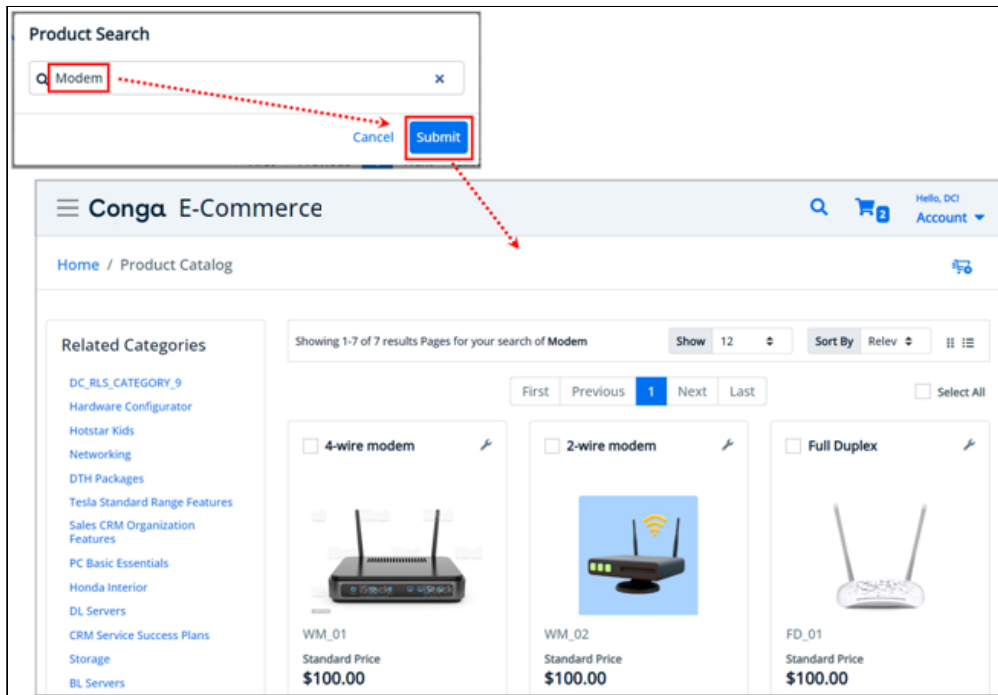 Product Search
Modem ×
Cancel Submit
Conga E-Commerce
2
Hello, DC!
Account
Home / Product Catalog
Related Categories
DC_RLS_CATEGORY_9
Hardware Configurator
Hotstar Kids
Networking
DTH Packages
Tesla Standard Range Features
Sales CRM Organization
Features
PC Basic Essentials
Honda Interior
DL Servers
CRM Service Success Plans
Storage
BL Servers
Showing 1-7 of 7 results Pages for your search of Modem
Show 12
Sort By Relev
First Previous 1 Next Last
Select All
4-wire modem
2-wire modem
Full Duplex
WM_01
WM_02
FD_01
Standard Price
Standard Price
Standard Price
$100.00
$100.00
$100.00